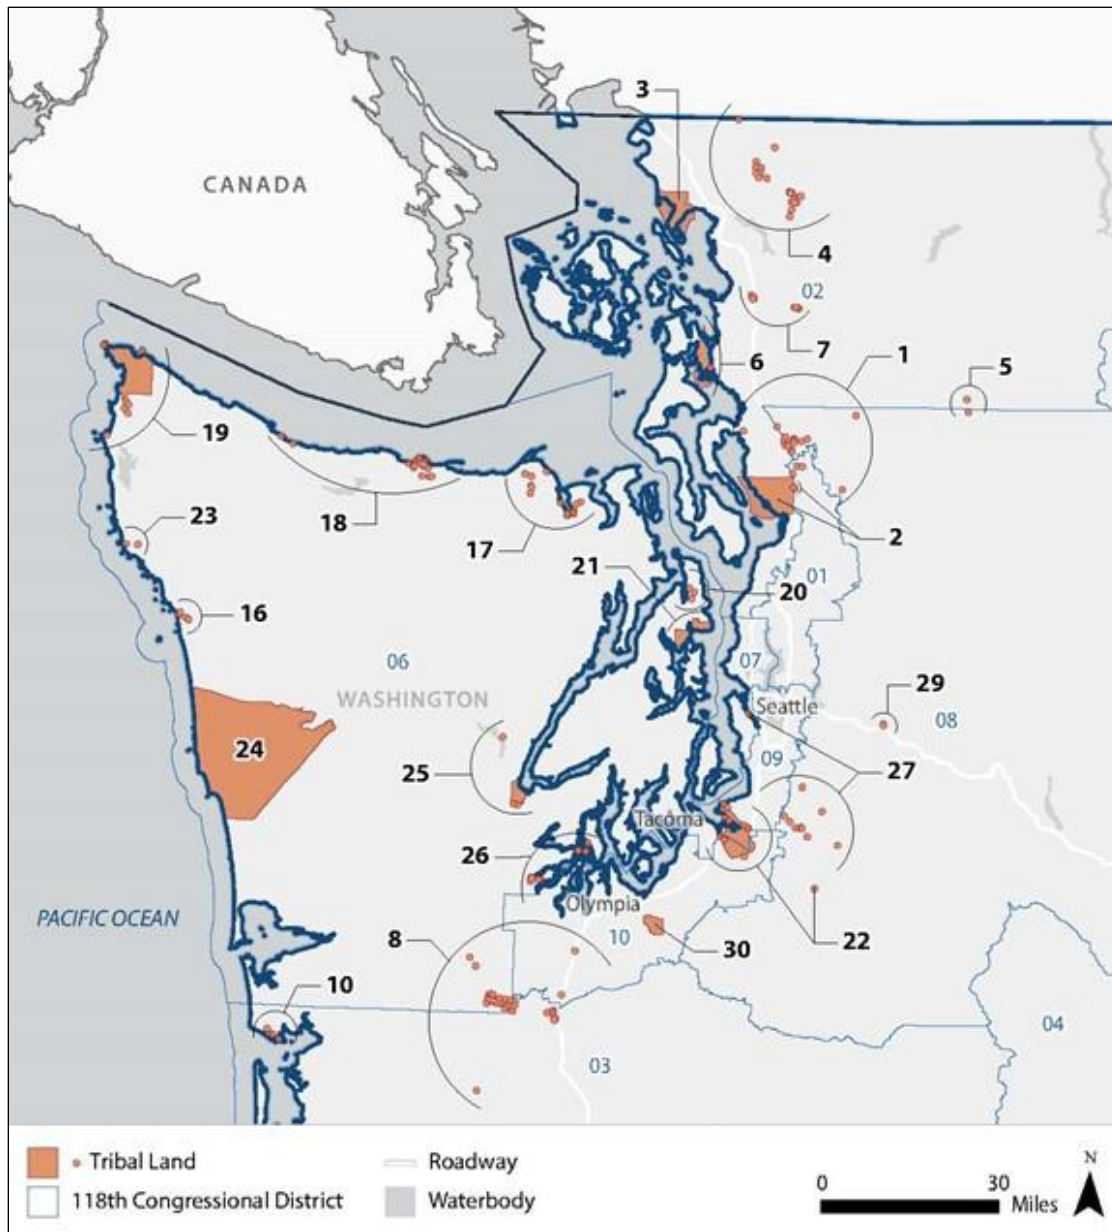 3
CANADA
4
02
7
6
1
5
19
18
23
17
2
21
20
01
16
06
07
WASHINGTON
Seattle
29
08
24
25
09
27
Tacoma
26
PACIFIC OCEAN
Olympia
8
10
30
22
10
04
03
Tribal Land
Roadway
118th Congressional District
Waterbody
0
30
Miles
N